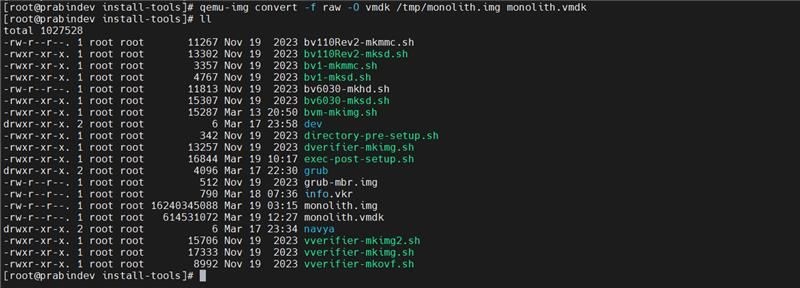 [root@prabindev install-tools]# qemu-img convert -f raw -O vmdk /tmp/monolith.img monolith.vmdk
[root@prabindev install-tools]# ll
total 1027528
-rw-r--r--. 1 root root 11267 Nov 19 2023 bv110Rev2-mkmmc.sh
-rwxr-xr-x. 1 root root 13302 Nov 19 2023 bv110Rev2-mksd.sh
-rwxr-xr-x. 1 root root 3357 Nov 19 2023 bv1-mkmmc.sh
-rwxr-xr-x. 1 root root 4767 Nov 19 2023 bv1-mksd.sh
-rw-r--r--. 1 root root 11813 Nov 19 2023 bv6030-mkhd.sh
-rwxr-xr-x. 1 root root 15307 Nov 19 2023 bv6030-mksd.sh
-rwxr-xr-x. 1 root root 15287 Mar 13 20:50 bvm-mkimg.sh
drwxr-xr-x. 2 root root 6 Mar 17 23:58 dev
-rwxr-xr-x. 1 root root 342 Nov 19 2023 directory-pre-setup.sh
-rwxr-xr-x. 1 root root 13257 Nov 19 2023 dverifier-mkimg.sh
-rwxr-xr-x. 1 root root 16844 Mar 19 10:17 exec-post-setup.sh
drwxr-xr-x. 2 root root 4096 Mar 17 22:30 grub
-rw-r--r--. 1 root root 512 Nov 19 2023 grub-mbr.img
-rw-r--r--. 1 root root 790 Mar 18 07:36 info.vkr
-rw-r--r--. 1 root root 16240345088 Mar 19 03:15 monolith.img
-rw-r--r--. 1 root root 614531072 Mar 19 12:27 monolith.vmdk
drwxr-xr-x. 2 root root 6 Mar 17 23:34 navya
-rwxr-xr-x. 1 root root 15706 Nov 19 2023 vverifier-mkimg2.sh
-rwxr-xr-x. 1 root root 17333 Nov 19 2023 vverifier-mkimg.sh
-rwxr-xr-x. 1 root root 8992 Nov 19 2023 vverifier-mkovf.sh
[root@prabindev install-tools]#